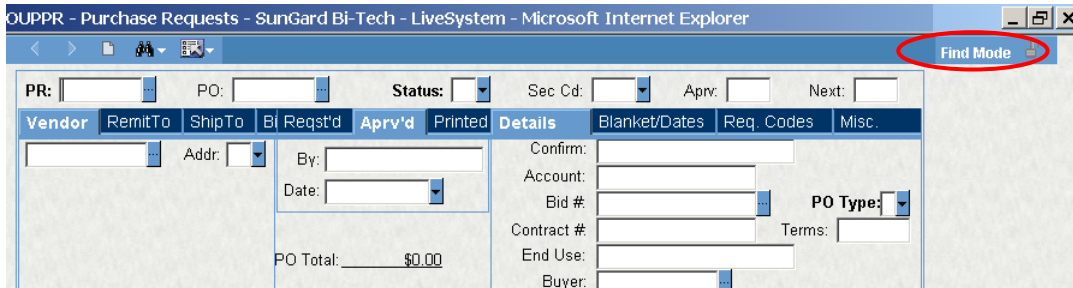 OUPPR - Purchase Requests - SunGard Bi-Tech - LiveSystem - Microsoft Internet Explorer
Find Mode
PR: PO: Status: Sec Cd: Aprv: Next:
Vendor RemitTo ShipTo Bi Reqst'd Aprv'd Printed Details Blanket/Dates Req. Codes Misc.
Addr: By: Confirm:
Account:
Date: Bid #: PO Type:
Contract #: Terms:
PO Total: $0.00 End Use:
Buyer: